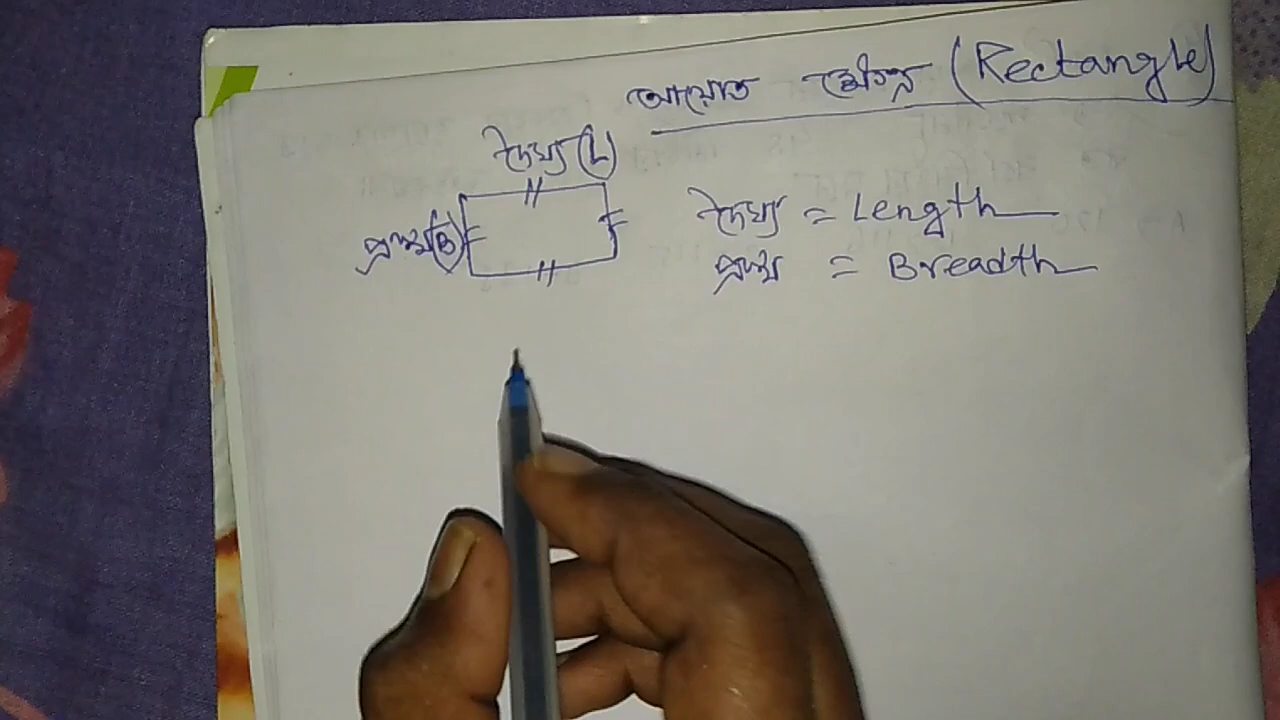 আয়োত ক্ষেত্র (Rectangle)
দৈঘ্য (L)
প্রস্থ (B)
দৈঘ্য = Length
প্রস্থ = Breadth